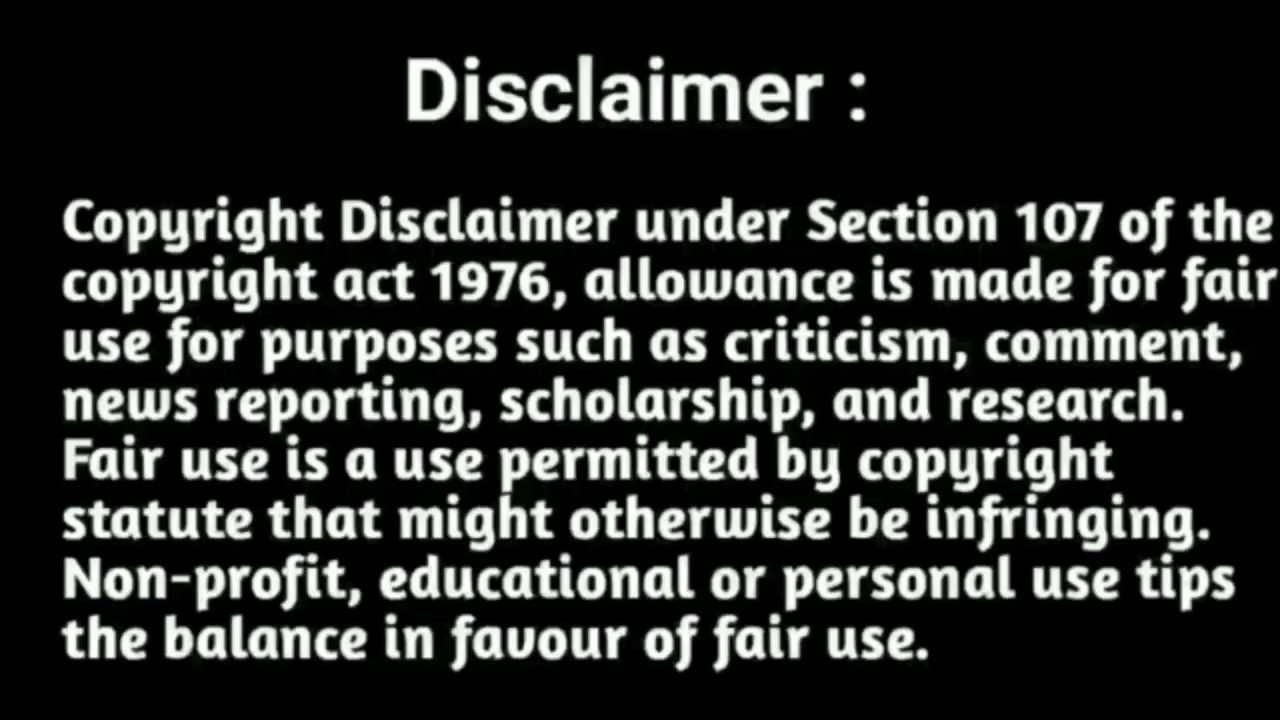 Disclaimer :
Copyright Disclaimer under Section 107 of the
copyright act 1976, allowance is made for fair
use for purposes such as criticism, comment,
news reporting, scholarship, and research.
Fair use is a use permitted by copyright
statute that might otherwise be infringing.
Non-profit, educational or personal use tips
the balance in favour of fair use.